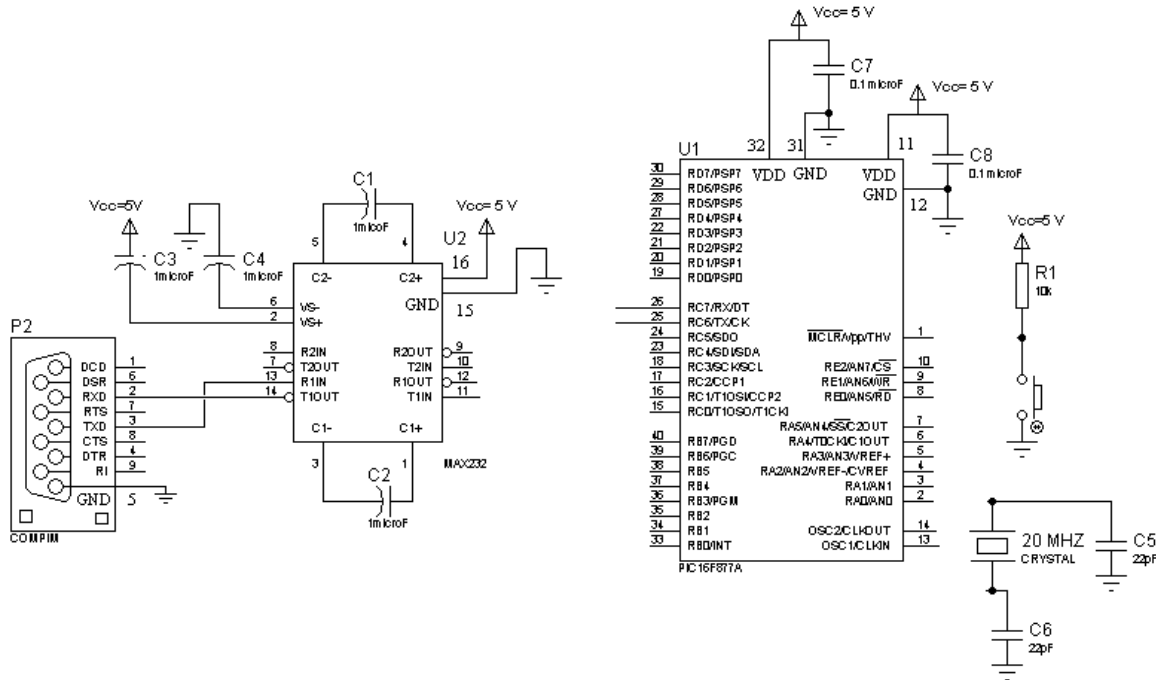 Vcc= 5 V
C7
0.1microF
Vcc= 5 V
C8
0.1microF
U1
32
31
11
VDD
GND
VDD
GND
12
30 RD7/PSP7
29 RD6/PSP6
28 RD5/PSP5
27 RD4/PSP4
22 RD3/PSP3
21 RD2/PSP2
20 RD1/PSP1
19 RD0/PSP0
26 RC7/RX/DT
25 RC6/TX/CK
24 RC5/SDO
23 RC4/SDI/SDA
18 RC3/SCK/SCL
17 RC2/CCP1
16 RC1/T1OSI/CCP2
15 RC0/T1OSO/T1CKI
40 RB7/PGD
39 RB6/PGC
38 RB5
37 RB4
36 RB3/PGM
35 RB2
34 RB1
33 RB0/INT
MCLR/Vpp/THV 1
RE2/AN7/CS 10
RE1/AN6/WR 9
RE0/AN5/RD 8
RA5/AN4/SS/C2OUT 7
RA4/T0CKI/C1OUT 6
RA3/AN3/VREF+ 5
RA2/AN2/VREF-/CVREF 4
RA1/AN1 3
RA0/AN0 2
OSC2/CLKOUT 14
OSC1/CLKIN 13
PIC16F877A
Vcc=5 V
R1
10k
20 MHZ
CRYSTAL
C5
22pF
C6
22pF
C1
1micoF
Vcc=5V
C3
1microF
C4
1microF
Vcc= 5 V
U2
16
5
4
C2-
C2+
GND
15
6 VS-
2 VS+
8 R2IN
7 T2OUT
13 R1IN
14 T1OUT
R2OUT 9
T2IN 10
R1OUT 12
T1IN 11
C1-
C1+
3
1
MAX232
C2
1microF
P2
DCD 1
DSR 6
RXD 2
RTS 7
TXD 3
CTS 8
DTR 4
RI 9
GND 5
COMPIM